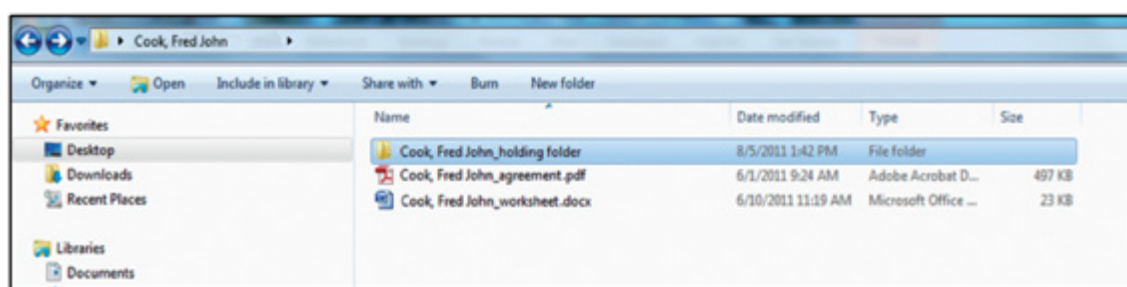 Cook, Fred John
Organize Open Include in library Share with Burn New folder
Favorites
Desktop
Downloads
Recent Places
Libraries
Documents
Name Date modified Type Size
Cook, Fred John_holding folder 8/5/2011 1:42 PM File folder
Cook, Fred John_agreement.pdf 6/1/2011 9:24 AM Adobe Acrobat D... 497 KB
Cook, Fred John_worksheet.docx 6/10/2011 11:19 AM Microsoft Office ... 23 KB